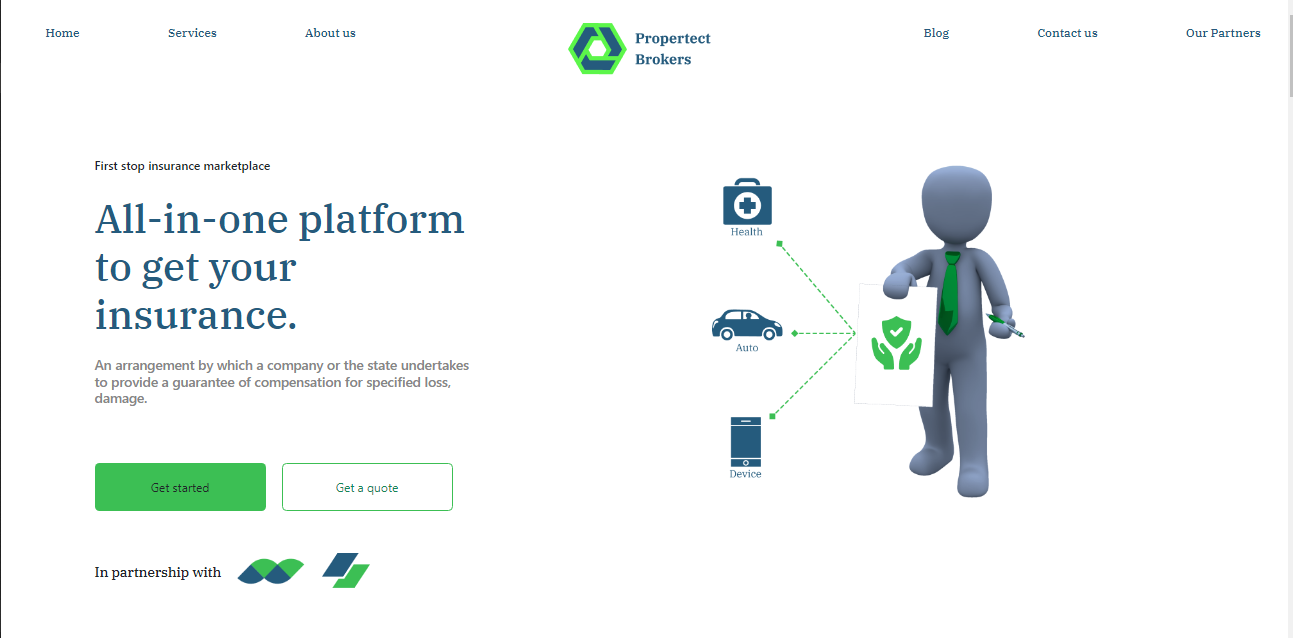 Home
Services
About us
Propertect
Brokers
Blog
Contact us
Our Partners
First stop insurance marketplace
All-in-one platform
to get your
insurance.
An arrangement by which a company or the state undertakes
to provide a guarantee of compensation for specified loss,
damage.
Get started
Get a quote
In partnership with
Health
Auto
Device